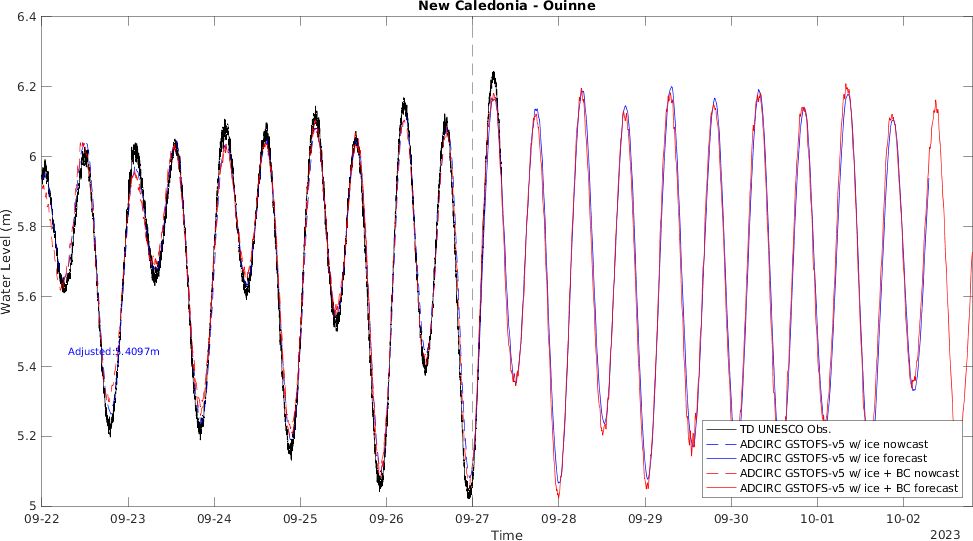 New Caledonia - Ouinne
6.4
6.2
6
5.8
5.6
5.4
5.2
5
Water Level (m)
Adjusted:5.4097m
TD UNESCO Obs.
ADCIRC GSTOFS-v5 w/ ice nowcast
ADCIRC GSTOFS-v5 w/ ice forecast
ADCIRC GSTOFS-v5 w/ ice + BC nowcast
ADCIRC GSTOFS-v5 w/ ice + BC forecast
09-22 09-23 09-24 09-25 09-26 09-27 09-28 09-29 09-30 10-01 10-02
Time
2023